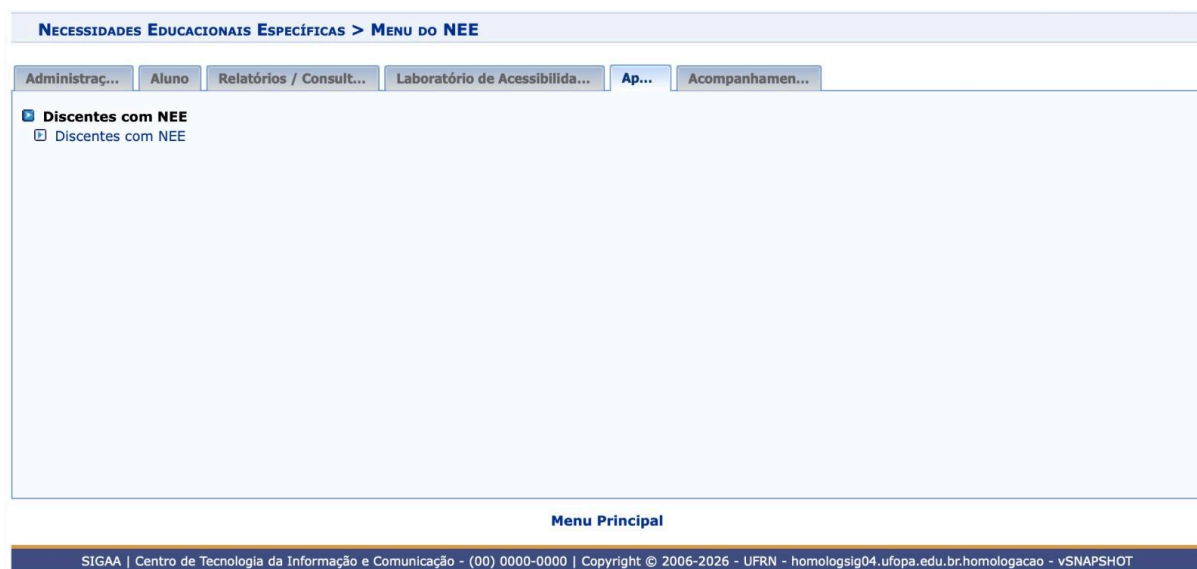 Necessidades Educacionais Específicas > Menu do NEE
Administraç... Aluno Relatórios / Consult... Laboratório de Acessibilida... Ap... Acompanhamen...
Discentes com NEE
Discentes com NEE
Menu Principal
SIGAA | Centro de Tecnologia da Informação e Comunicação - (00) 0000-0000 | Copyright © 2006-2026 - UFRN - homologsig04.ufopa.edu.br.homologacao - vSNAPSHOT